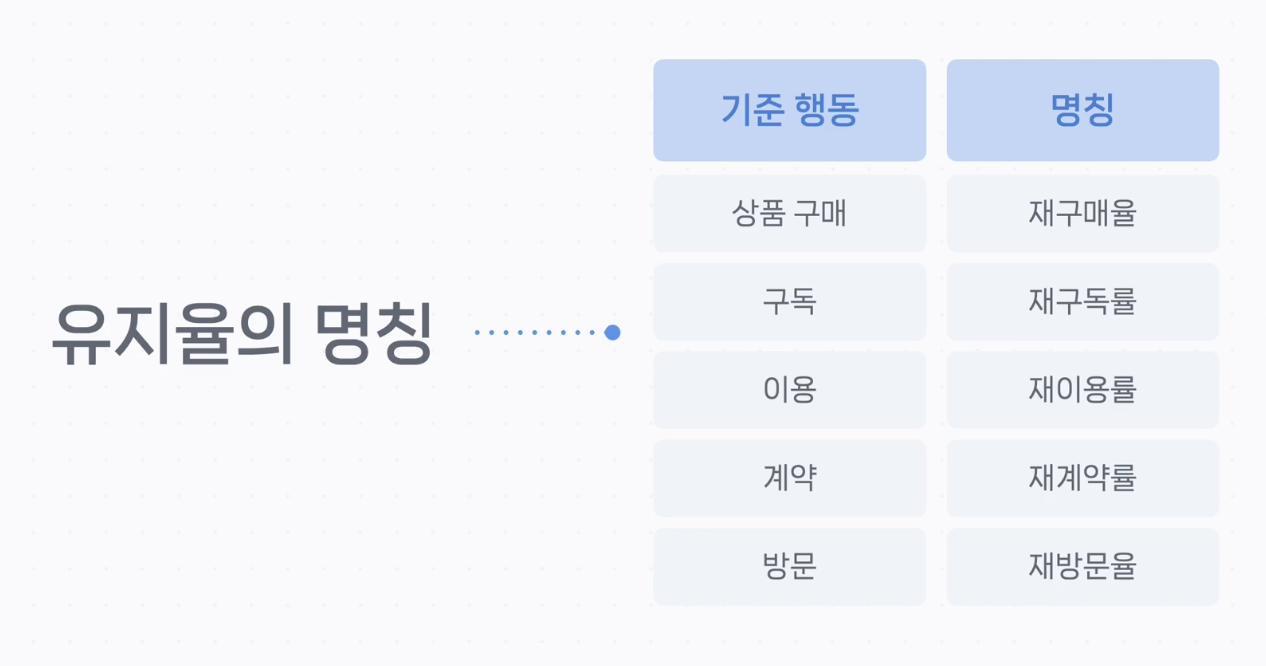 유지율의 명칭
기준 행동 명칭
상품 구매 재구매율
구독 재구독률
이용 재이용률
계약 재계약률
방문 재방문율